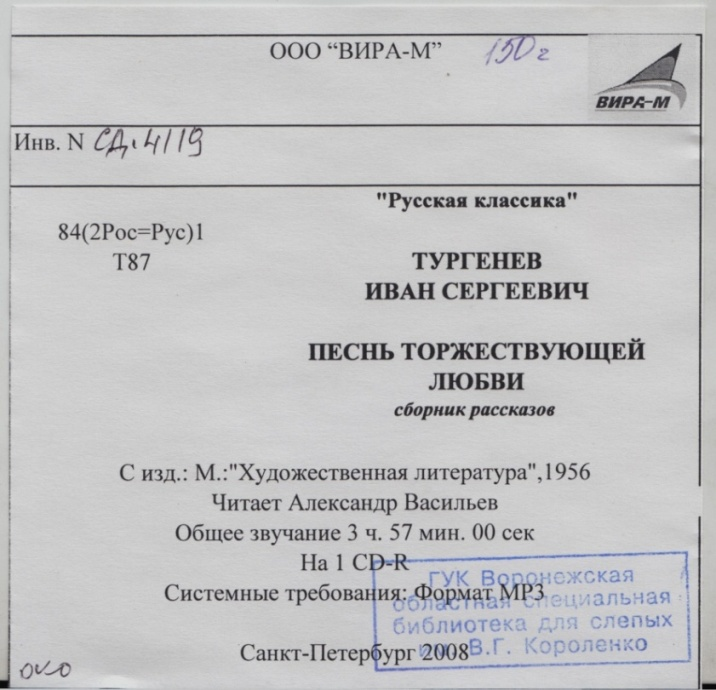 ООО “ВИРА-М” 150 г
ВИРА-М
Инв. N СД.4119
"Русская классика"
84(2Рос=Рус)1
Т87
ТУРГЕНЕВ
ИВАН СЕРГЕЕВИЧ
ПЕСНЬ ТОРЖЕСТВУЮЩЕЙ
ЛЮБВИ
сборник рассказов
С изд.: М.:"Художественная литература",1956
Читает Александр Васильев
Общее звучание 3 ч. 57 мин. 00 сек
На 1 CD-R
Системные требования: Формат MP3
Санкт-Петербург 2008
ГУК Воронежская
областная специальная
библиотека для слепых
им. В.Г. Короленко
ОКО